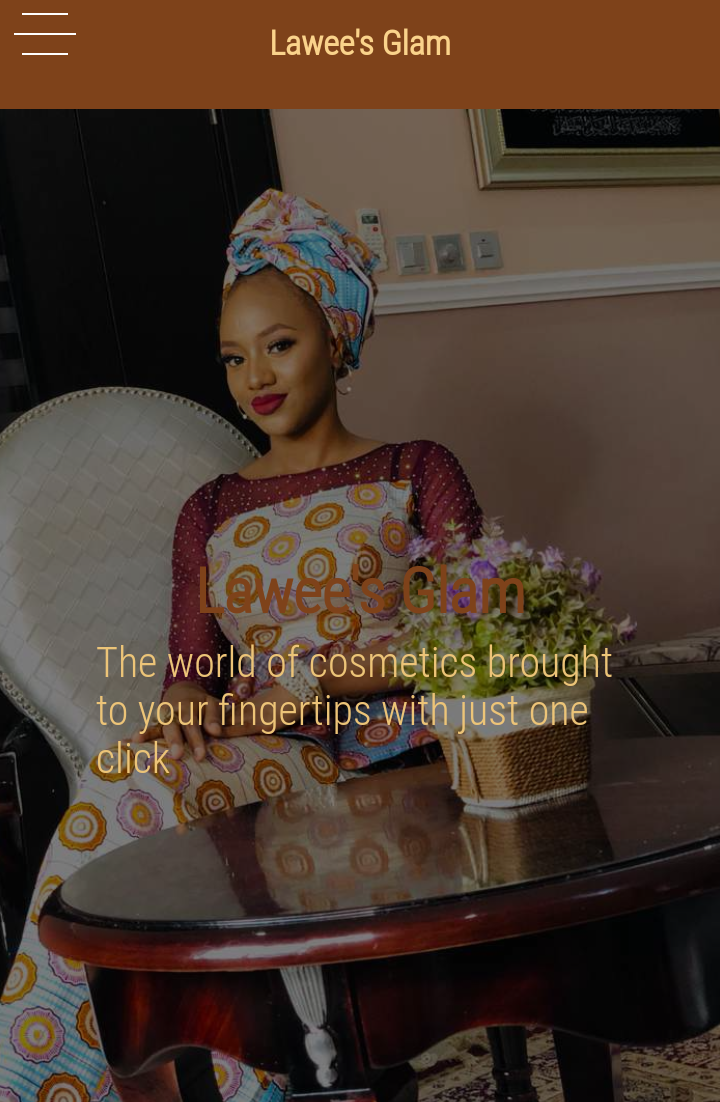 Lawee's Glam
Lawee's Glam
The world of cosmetics brought
to your fingertips with just one
click